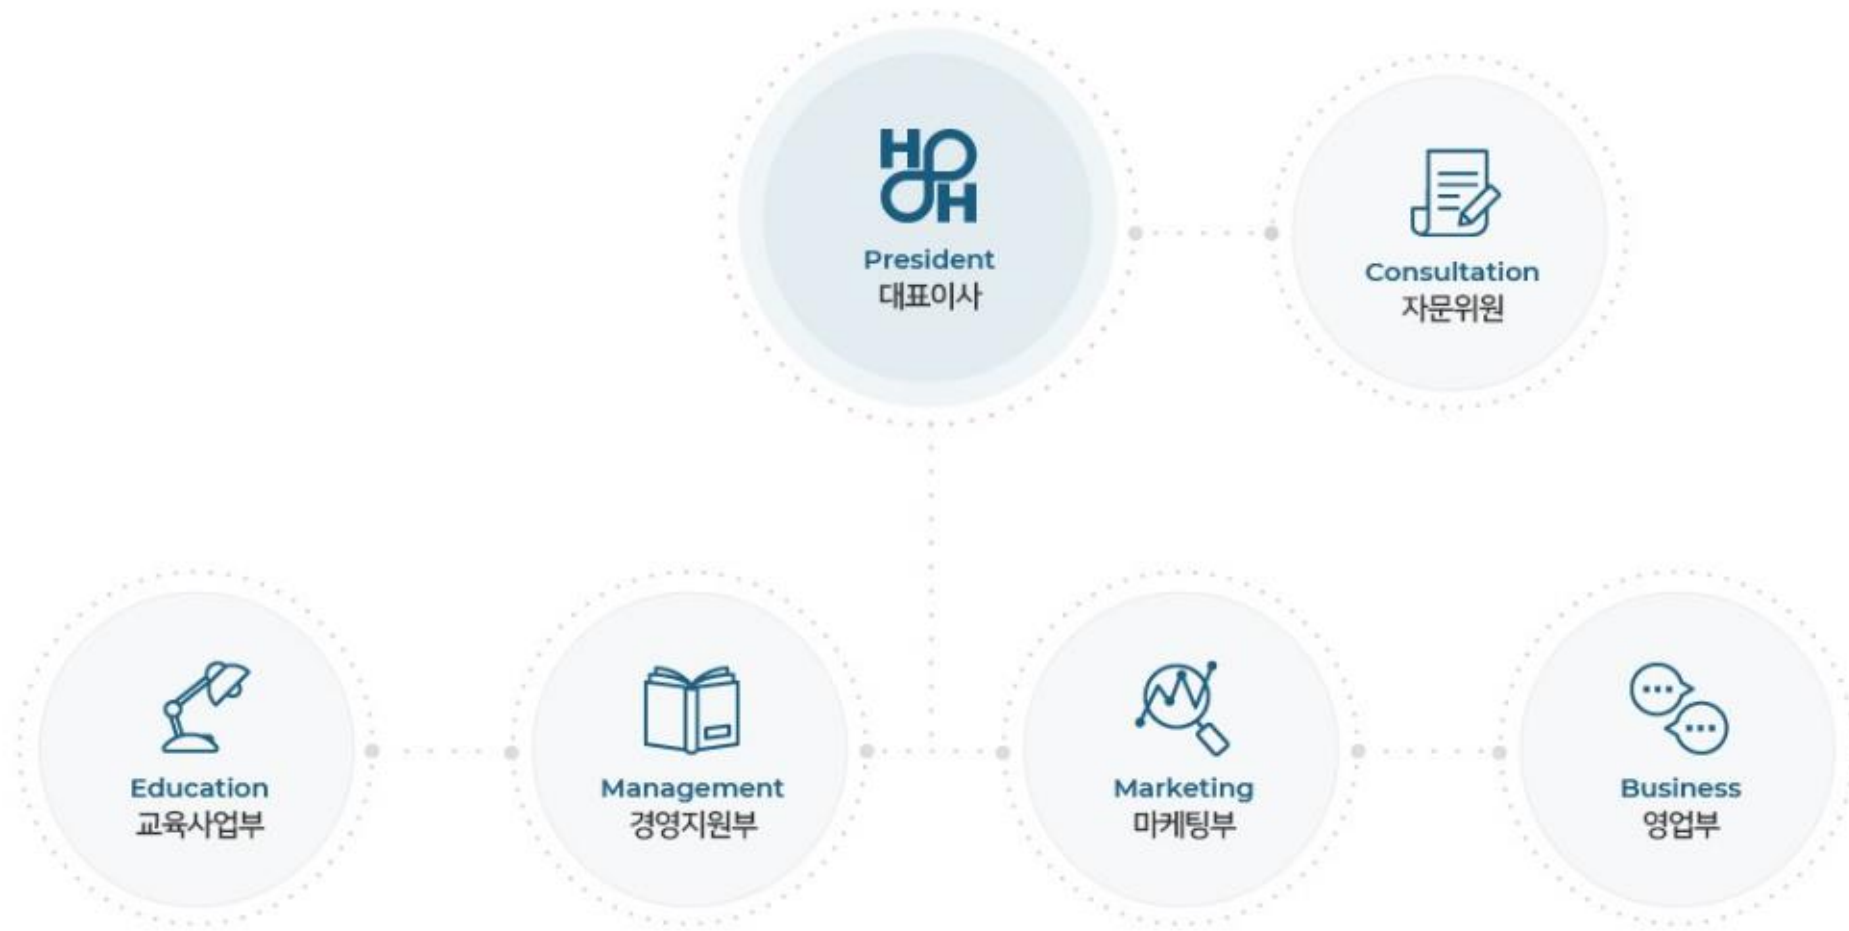 H
H
President
대표이사
Consultation
자문위원
Education
교육사업부
Management
경영지원부
Marketing
마케팅부
Business
영업부